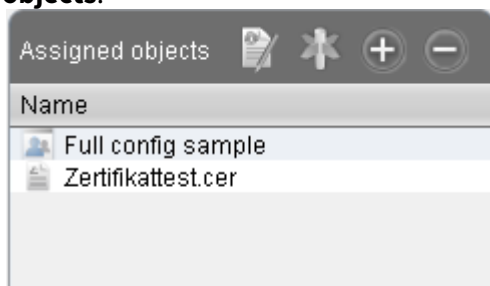 objects.
Assigned objects
Name
Full config sample
Zertifikattest.cer